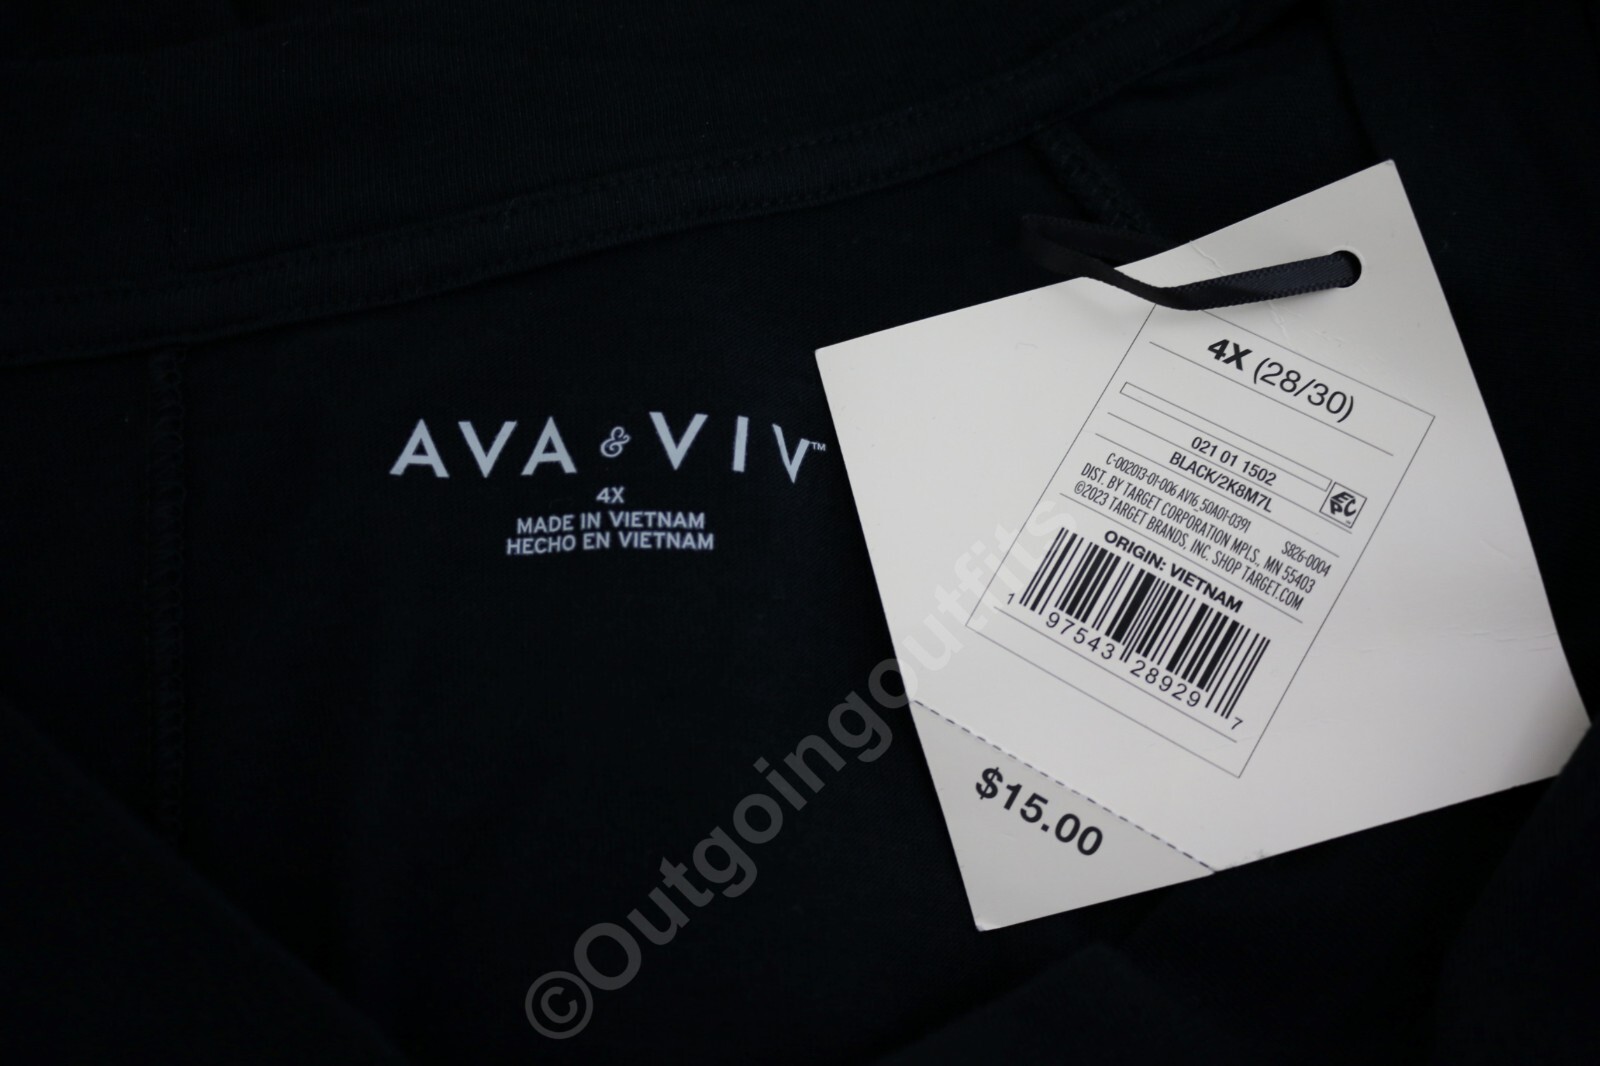 AVA & VIV™
4X
MADE IN VIETNAM
HECHO EN VIETNAM
4X (28/30)
021 01 1502
BLACK/2K8M7L
C-002013-01-006 AV16_50A01-0391 S826-0004
DIST. BY TARGET CORPORATION MPLS., MN 55403
©2023 TARGET BRANDS, INC. SHOP TARGET.COM
EPC™
ORIGIN: VIETNAM
1 97543 28929 7
$15.00
©Outgoingoutfits